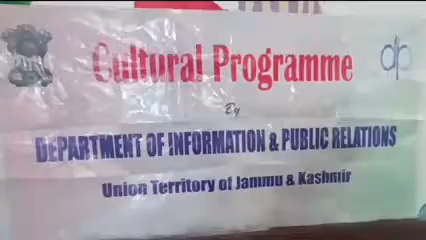 Cultural Programme
By
DEPARTMENT OF INFORMATION & PUBLIC RELATIONS
Union Territory of Jammu & Kashmir